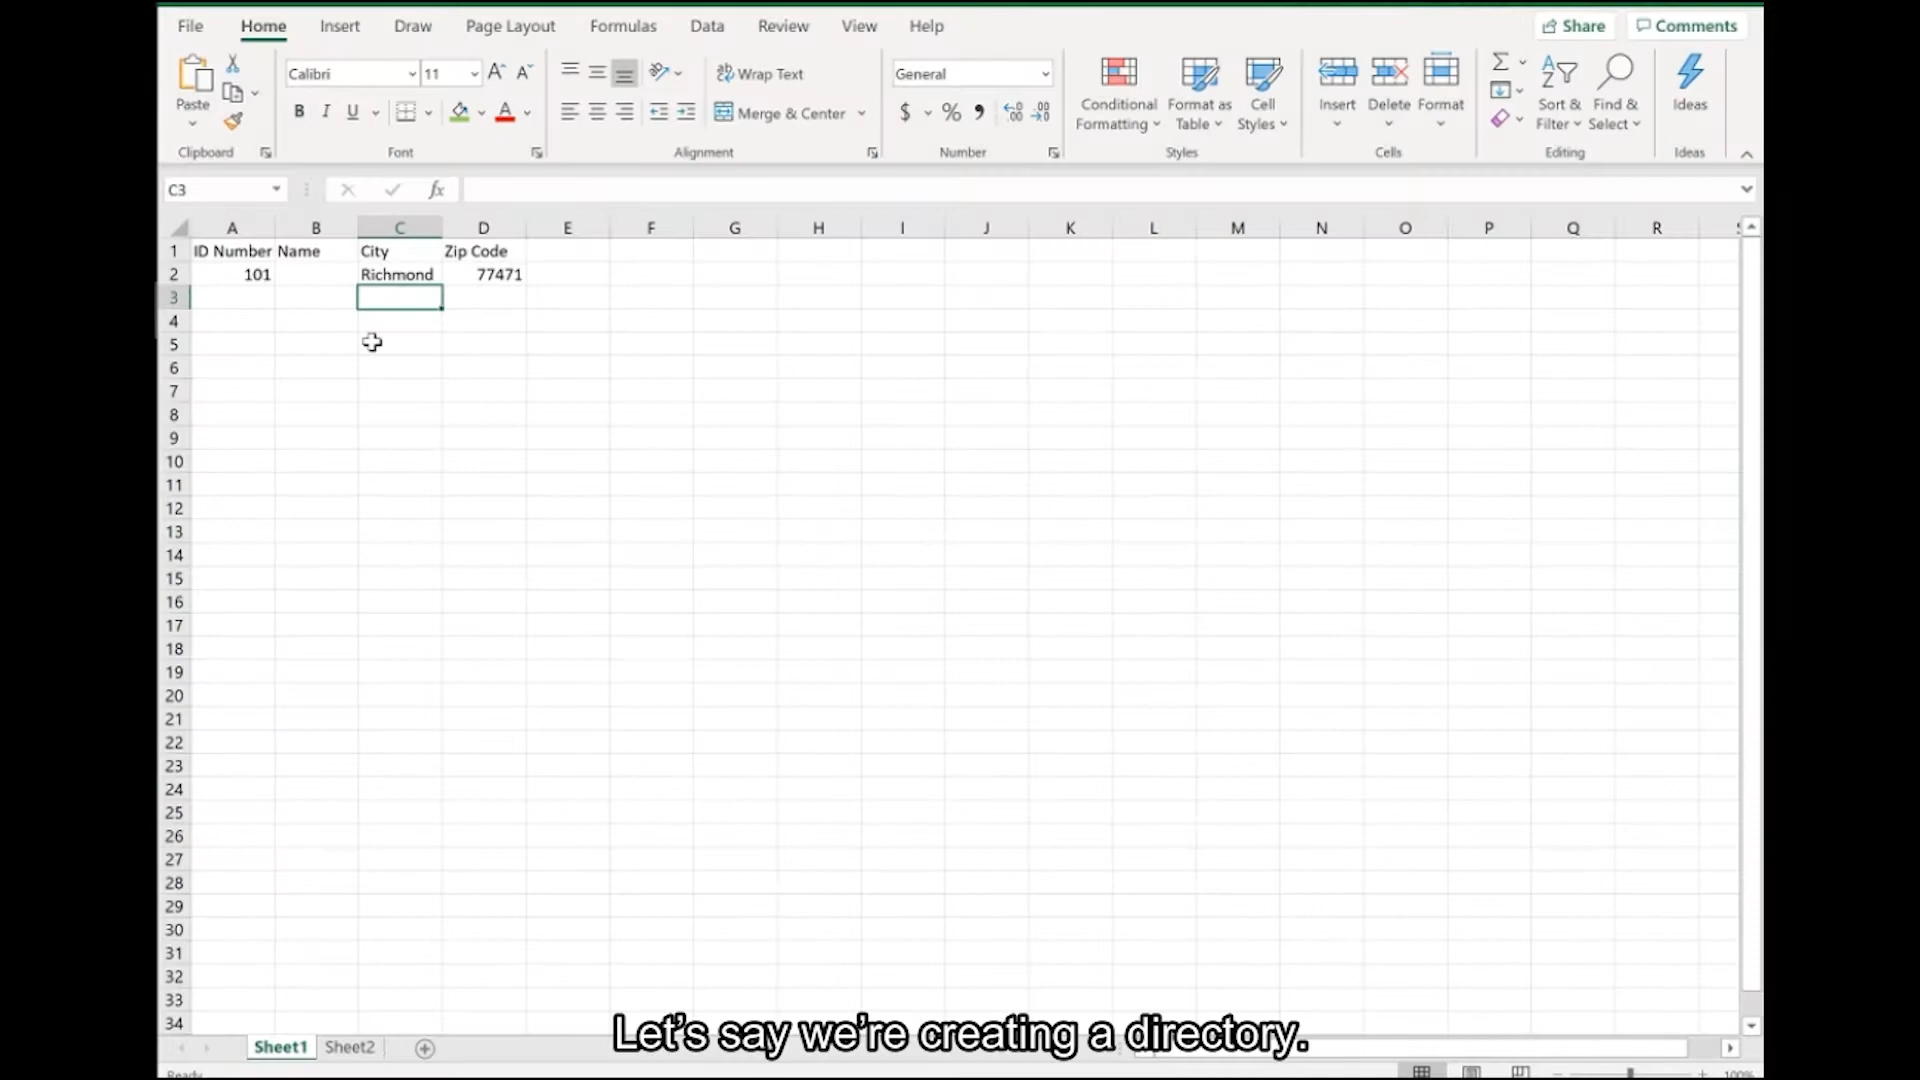 File Home Insert Draw Page Layout Formulas Data Review View Help Share Comments
Calibri 11 A A Wrap Text General
Paste B I U A Merge & Center $ % Conditional Formatting Format as Table Cell Styles Insert Delete Format Sort & Filter Find & Select Ideas
Clipboard Font Alignment Number Styles Cells Editing Ideas
C3 fx
A B C D E F G H I J K L M N O P Q R
1 ID Number Name City Zip Code
2 101 Richmond 77471
3
4
5
6
7
8
9
10
11
12
13
14
15
16
17
18
19
20
21
22
23
24
25
26
27
28
29
30
31
32
33
34
Let's say we're creating a directory.
Sheet1 Sheet2
Ready 100%